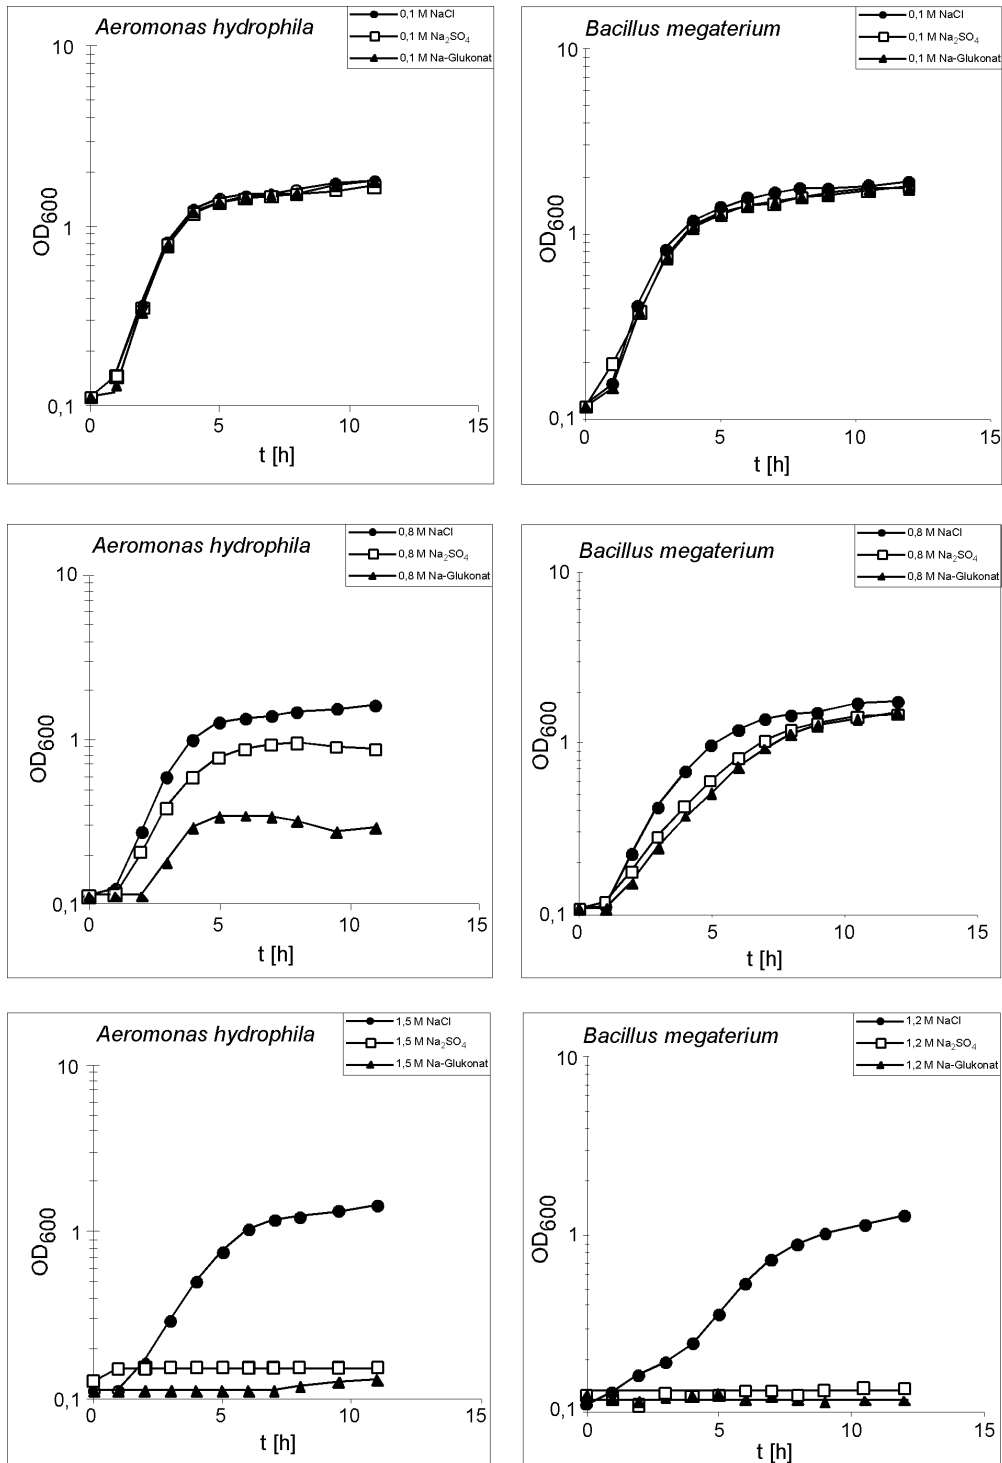 Aeromonas hydrophila
0,1 M NaCl
0,1 M Na₂SO₄
0,1 M Na-Glukonat
10
1
0,1
OD600
0 5 10 15
t [h]
Bacillus megaterium
0,1 M NaCl
0,1 M Na₂SO₄
0,1 M Na-Glukonat
10
1
0,1
OD600
0 5 10 15
t [h]
Aeromonas hydrophila
0,8 M NaCl
0,8 M Na₂SO₄
0,8 M Na-Glukonat
10
1
0,1
OD600
0 5 10 15
t [h]
Bacillus megaterium
0,8 M NaCl
0,8 M Na₂SO₄
0,8 M Na-Glukonat
10
1
0,1
OD600
0 5 10 15
t [h]
Aeromonas hydrophila
1,5 M NaCl
1,5 M Na₂SO₄
1,5 M Na-Glukonat
10
1
0,1
OD600
0 5 10 15
t [h]
Bacillus megaterium
1,2 M NaCl
1,2 M Na₂SO₄
1,2 M Na-Glukonat
10
1
0,1
OD600
0 5 10 15
t [h]